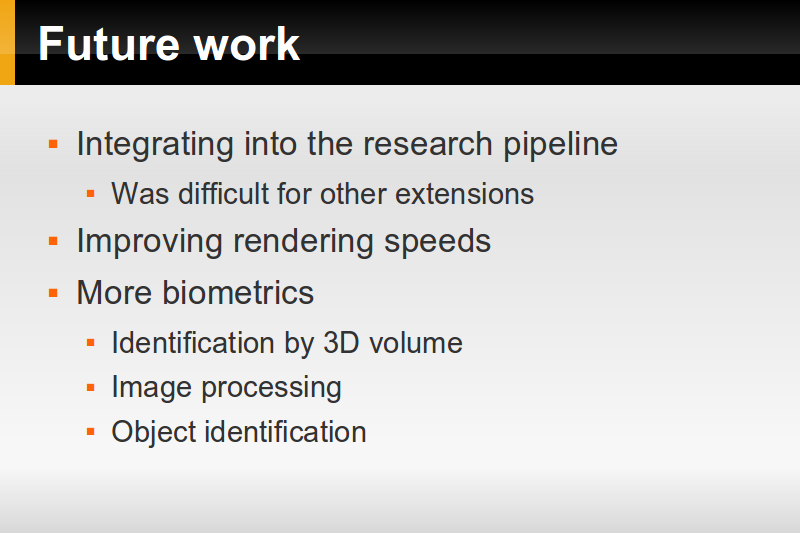 Future work
Integrating into the research pipeline
Was difficult for other extensions
Improving rendering speeds
More biometrics
Identification by 3D volume
Image processing
Object identification